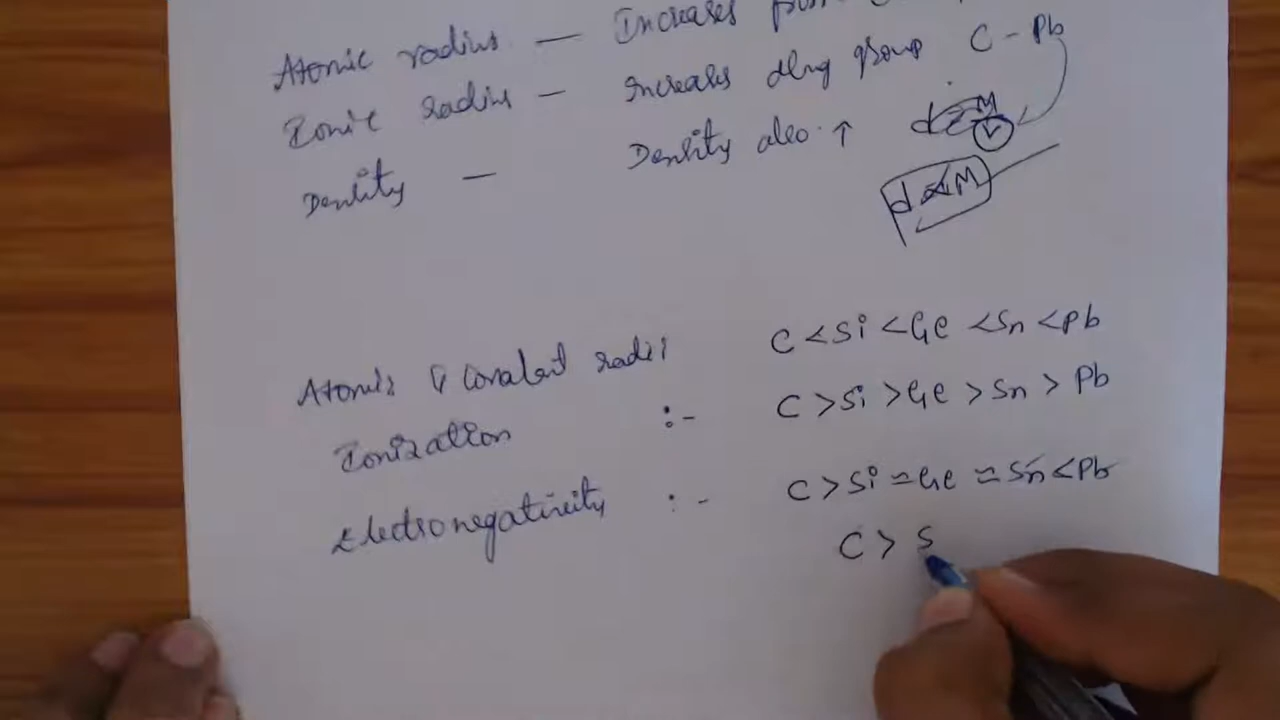 Atomic radius — Increases from
Ionic radius — Increases along group C - Pb
Density — Density also ↑ d = M/V
d ∝ M
Atomic & Covalent radii C < Si < Ge < Sn < Pb
Ionization :- C > Si > Ge > Sn > Pb
Electronegativity :- C > Si ≃ Ge ≃ Sn < Pb
C > S